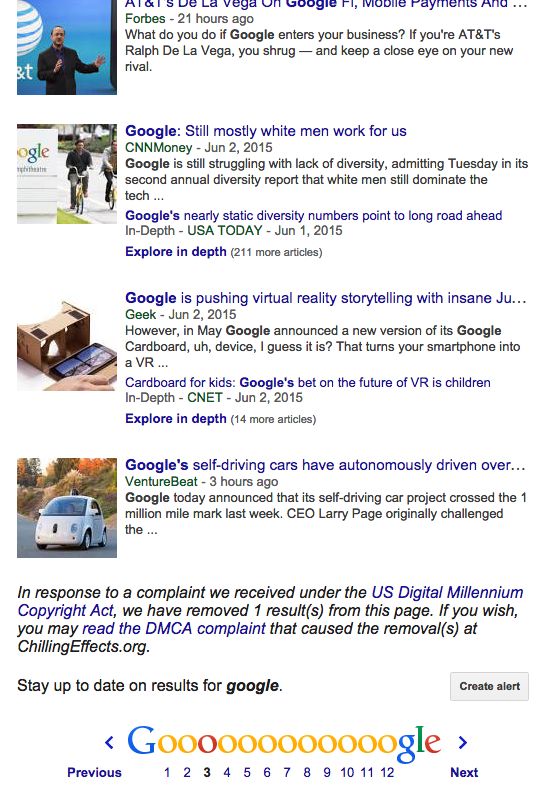 AT&T's De La Vega On Google Fi, Mobile Payments And ...
Forbes - 21 hours ago
What do you do if Google enters your business? If you're AT&T's
Ralph De La Vega, you shrug — and keep a close eye on your new
rival.
t&t
ogle
mphitheatre
Google: Still mostly white men work for us
CNNMoney - Jun 2, 2015
Google is still struggling with lack of diversity, admitting Tuesday in its
second annual diversity report that white men still dominate the
tech ...
Google's nearly static diversity numbers point to long road ahead
In-Depth - USA TODAY - Jun 1, 2015
Explore in depth (211 more articles)
Google is pushing virtual reality storytelling with insane Ju...
Geek - Jun 2, 2015
However, in May Google announced a new version of its Google
Cardboard, uh, device, I guess it is? That turns your smartphone into
a VR ...
Cardboard for kids: Google's bet on the future of VR is children
In-Depth - CNET - Jun 2, 2015
Explore in depth (14 more articles)
Google's self-driving cars have autonomously driven over...
VentureBeat - 3 hours ago
Google today announced that its self-driving car project crossed the 1
million mile mark last week. CEO Larry Page originally challenged
the ...
In response to a complaint we received under the US Digital Millennium
Copyright Act, we have removed 1 result(s) from this page. If you wish,
you may read the DMCA complaint that caused the removal(s) at
ChillingEffects.org.
Stay up to date on results for google.
Create alert
< Goooooooooooogle >
Previous 1 2 3 4 5 6 7 8 9 10 11 12 Next